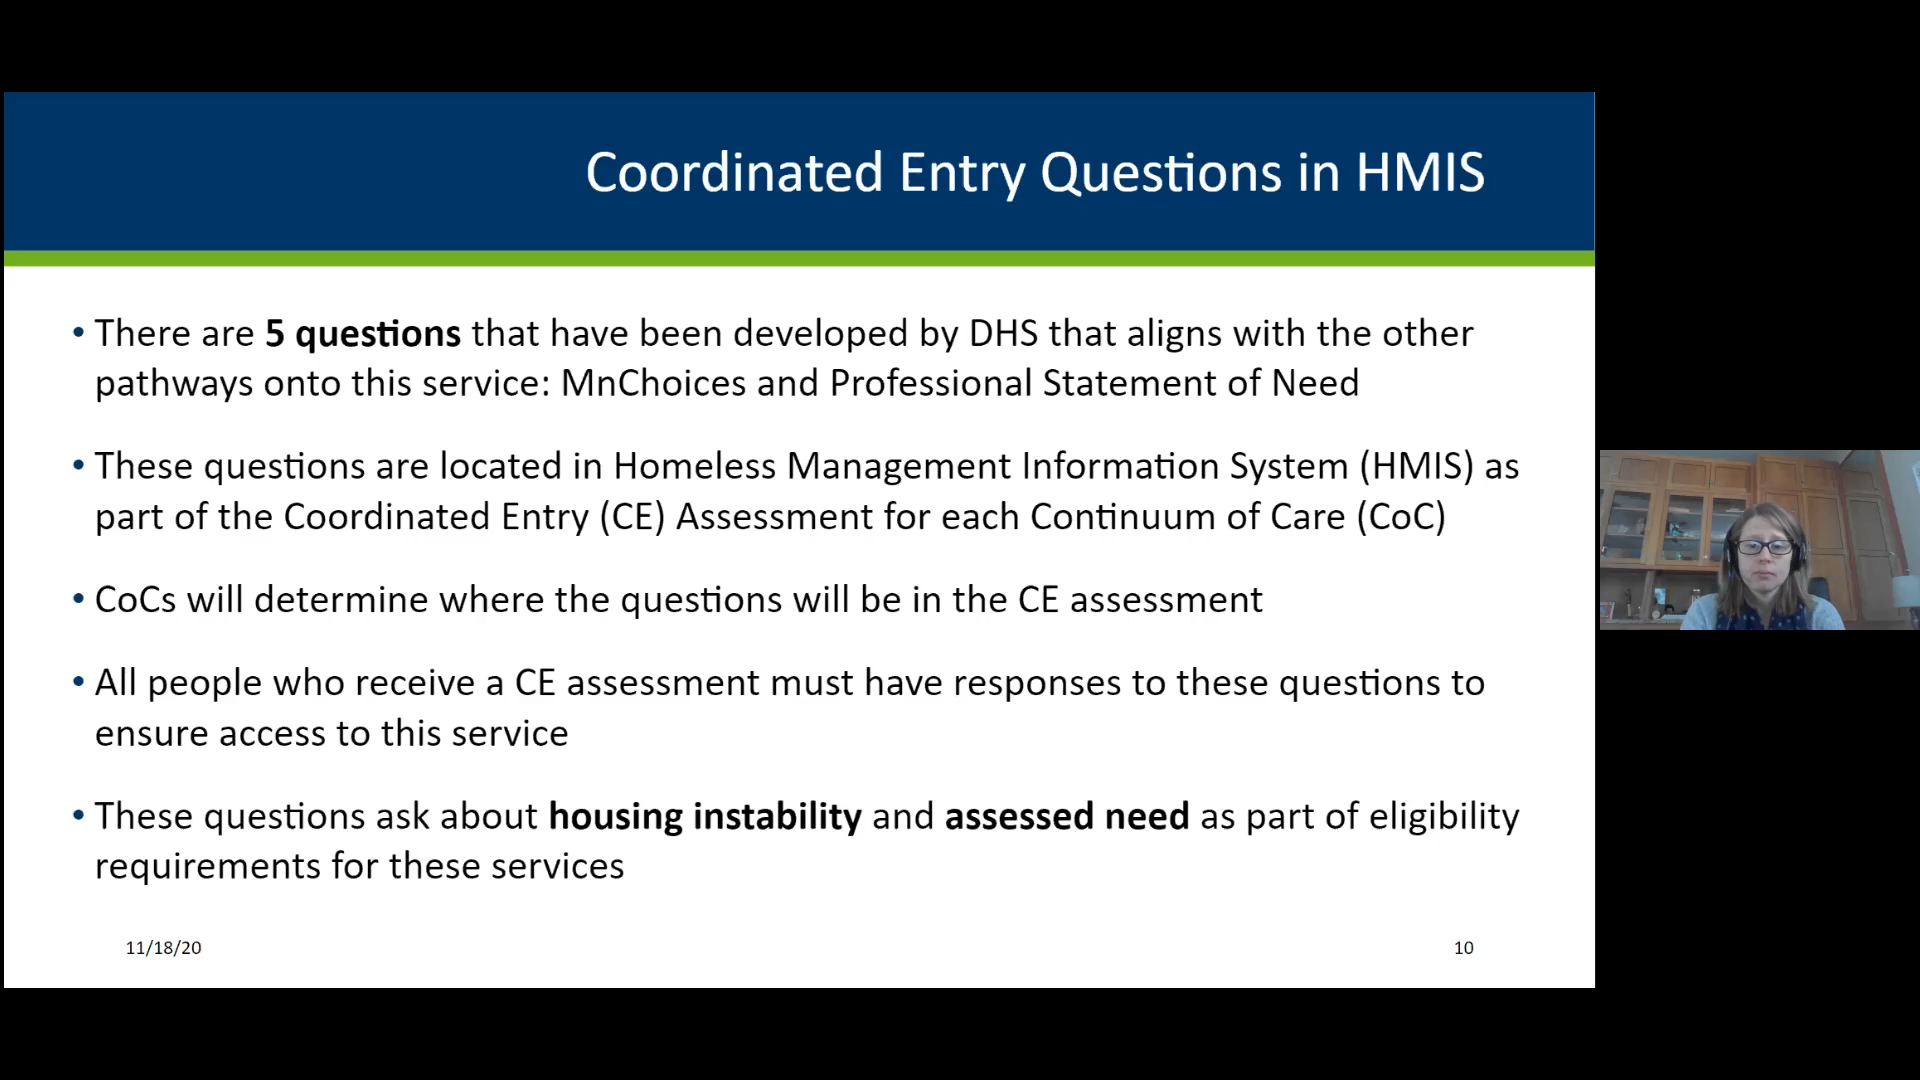 Coordinated Entry Questions in HMIS
• There are 5 questions that have been developed by DHS that aligns with the other
pathways onto this service: MnChoices and Professional Statement of Need
• These questions are located in Homeless Management Information System (HMIS) as
part of the Coordinated Entry (CE) Assessment for each Continuum of Care (CoC)
• CoCs will determine where the questions will be in the CE assessment
• All people who receive a CE assessment must have responses to these questions to
ensure access to this service
• These questions ask about housing instability and assessed need as part of eligibility
requirements for these services
11/18/20
10